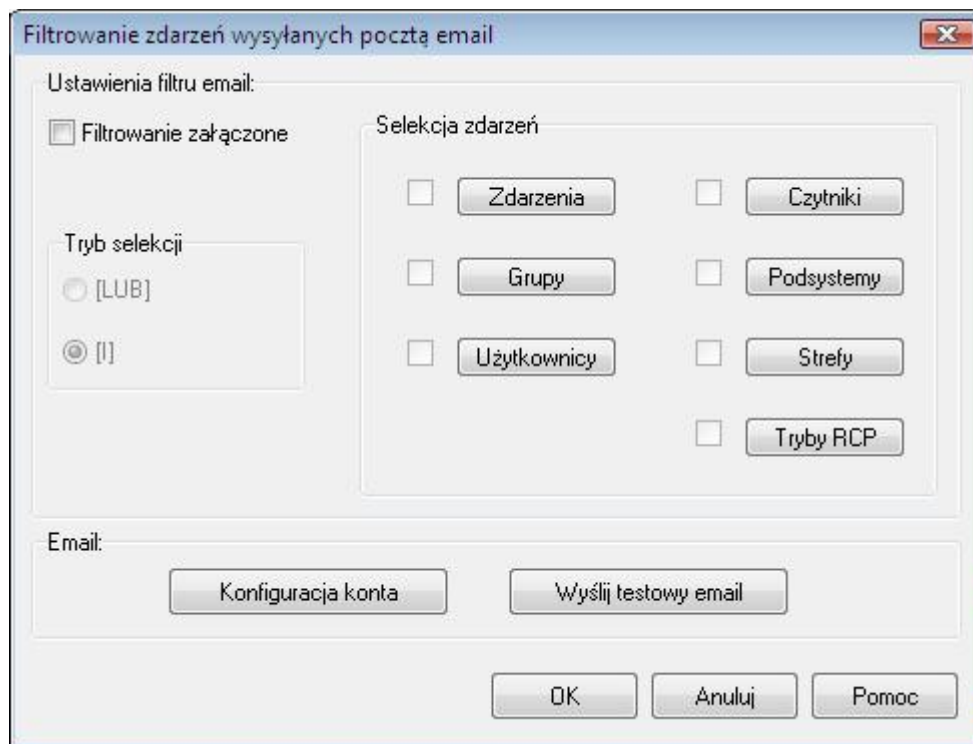 Filtrowanie zdarzeń wysyłanych pocztą email
Ustawienia filtru email:
Filtrowanie załączone
Selekcja zdarzeń
Zdarzenia
Czytniki
Tryb selekcji
[LUB]
Grupy
Podsystemy
[I]
Użytkownicy
Strefy
Tryby RCP
Email:
Konfiguracja konta
Wyślij testowy email
OK
Anuluj
Pomoc